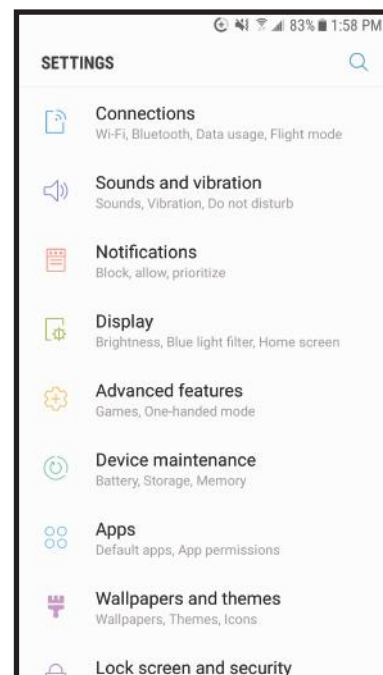 83% 1:58 PM
SETTINGS
Connections
Wi-Fi, Bluetooth, Data usage, Flight mode
Sounds and vibration
Sounds, Vibration, Do not disturb
Notifications
Block, allow, prioritize
Display
Brightness, Blue light filter, Home screen
Advanced features
Games, One-handed mode
Device maintenance
Battery, Storage, Memory
Apps
Default apps, App permissions
Wallpapers and themes
Wallpapers, Themes, Icons
Lock screen and security